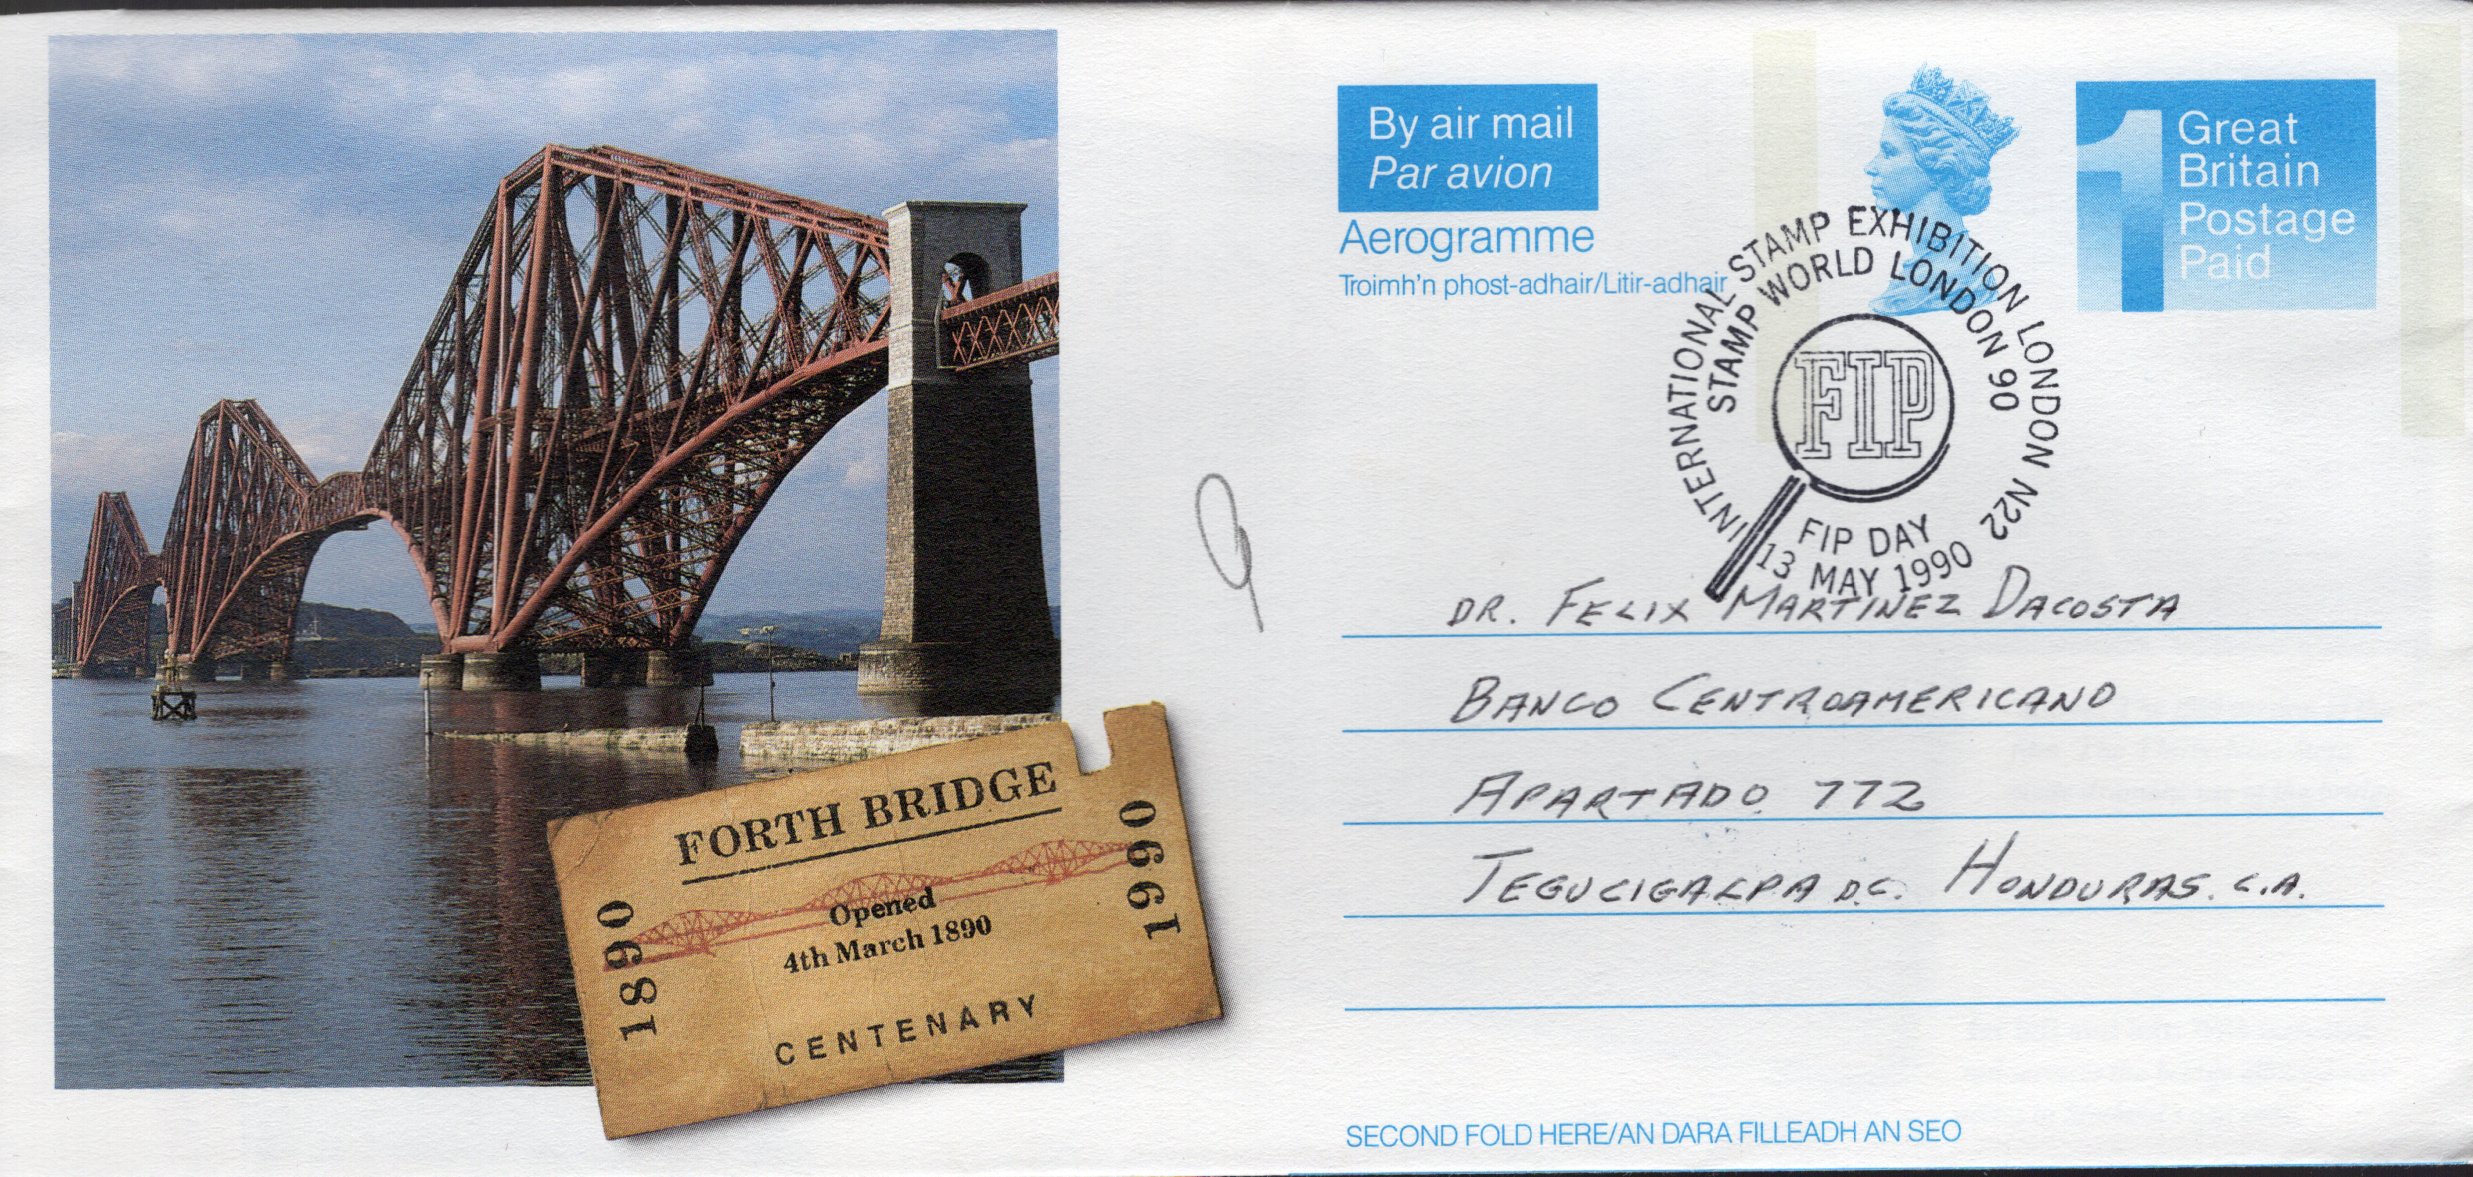 By air mail
Par avion
Aerogramme
Troimh'n phost-adhair/Litir-adhair
1
Great
Britain
Postage
Paid
INTERNATIONAL STAMP EXHIBITION LONDON N22
STAMP WORLD LONDON 90
FIP
FIP DAY
13 MAY 1990
DR. FELIX MARTINEZ DACOSTA
BANCO CENTROAMERICANO
APARTADO 772
TEGUCIGALPA D.C. HONDURAS. C.A.
FORTH BRIDGE
1890
Opened
4th March 1890
1990
CENTENARY
SECOND FOLD HERE/AN DARA FILLEADH AN SEO